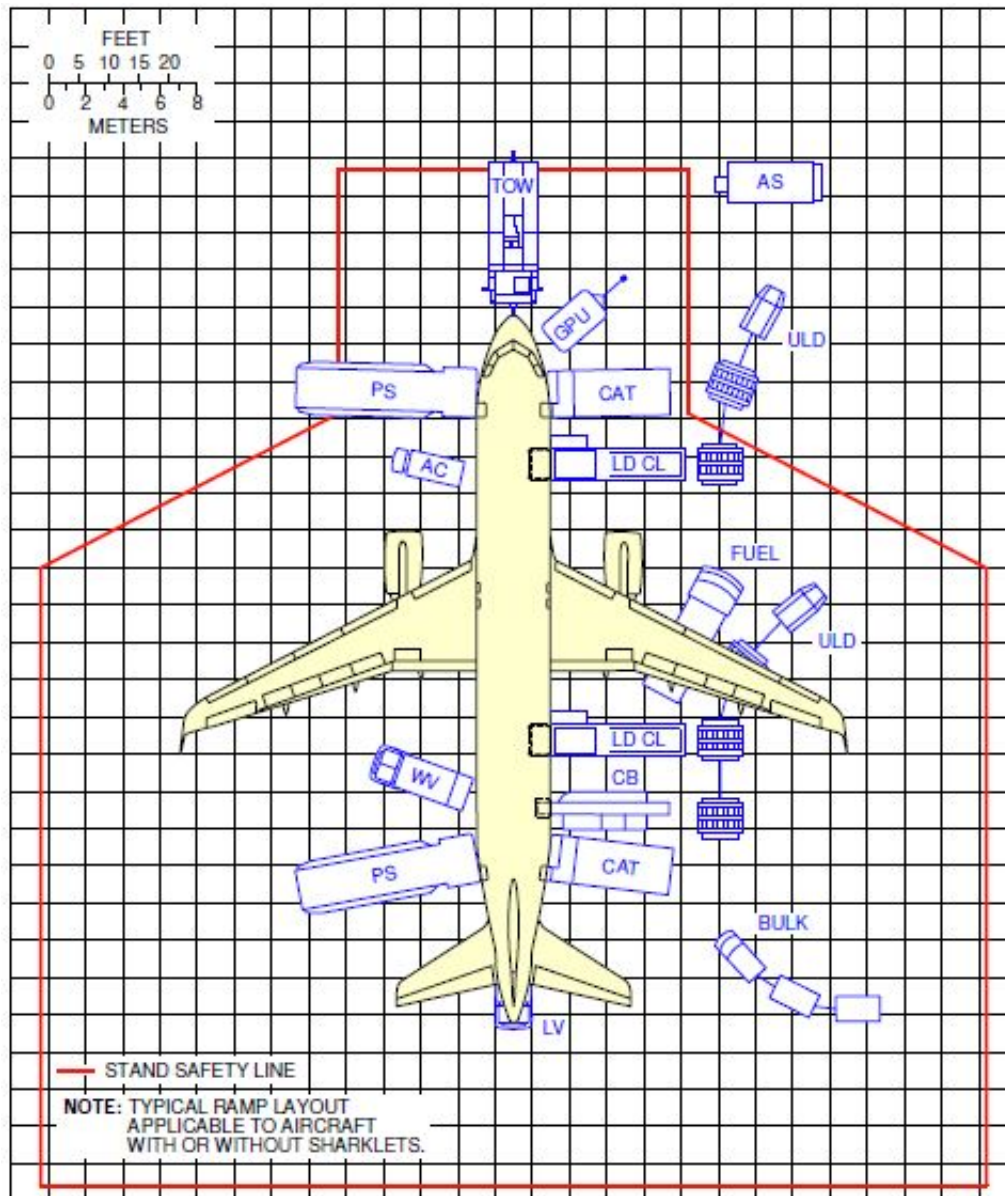 FEET
0 5 10 15 20
0 2 4 6 8
METERS
TOW
AS
GPU
ULD
PS
CAT
AC
LD CL
FUEL
ULD
LD CL
WV
CB
PS
CAT
BULK
LV
STAND SAFETY LINE
NOTE: TYPICAL RAMP LAYOUT
APPLICABLE TO AIRCRAFT
WITH OR WITHOUT SHARKLETS.